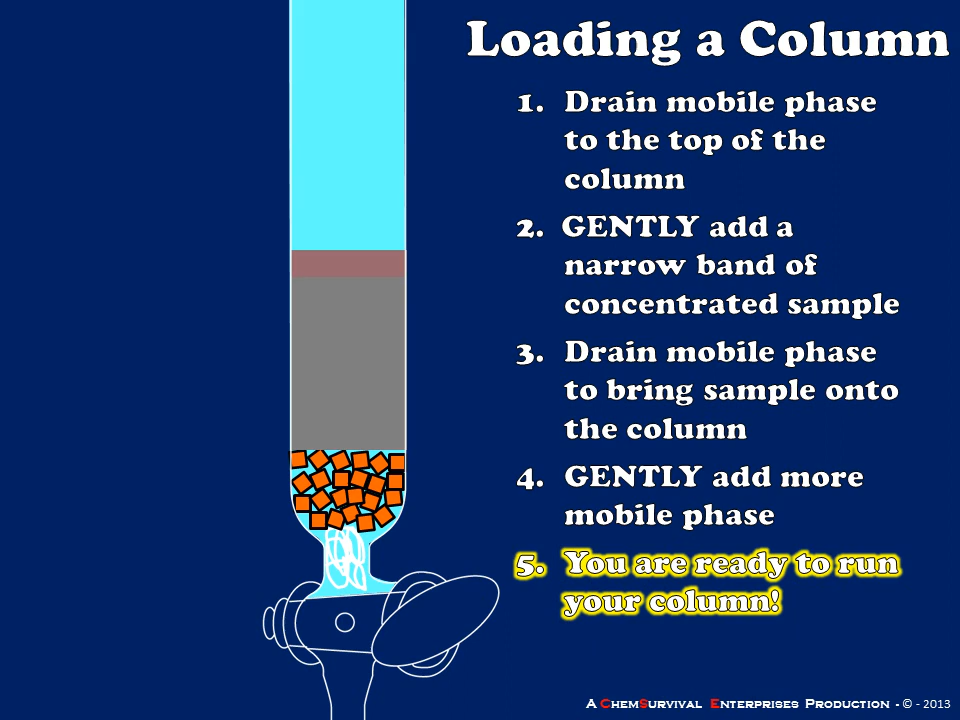 Loading a Column
1. Drain mobile phase
to the top of the
column
2. GENTLY add a
narrow band of
concentrated sample
3. Drain mobile phase
to bring sample onto
the column
4. GENTLY add more
mobile phase
5. You are ready to run
your column!
A ChemSurvival Enterprises Production - © - 2013